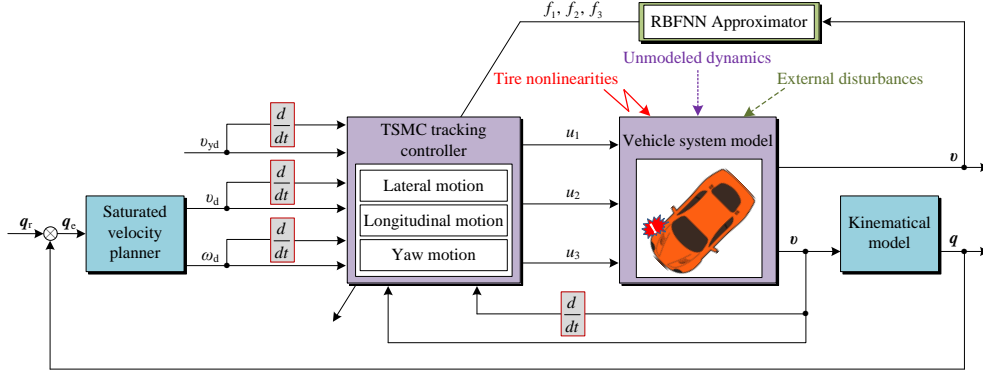 f₁, f₂, f₃
RBFNN Approximator
Unmodeled dynamics
Tire nonlinearities
External disturbances
d
dt
TSMC tracking
controller
Vehicle system model
u₁
υyd
υ
Lateral motion
d
dt
Saturated
velocity
planner
υd
u₂
Longitudinal motion
Kinematical
model
qr
qe
d
dt
υ
q
ωd
Yaw motion
u₃
d
dt